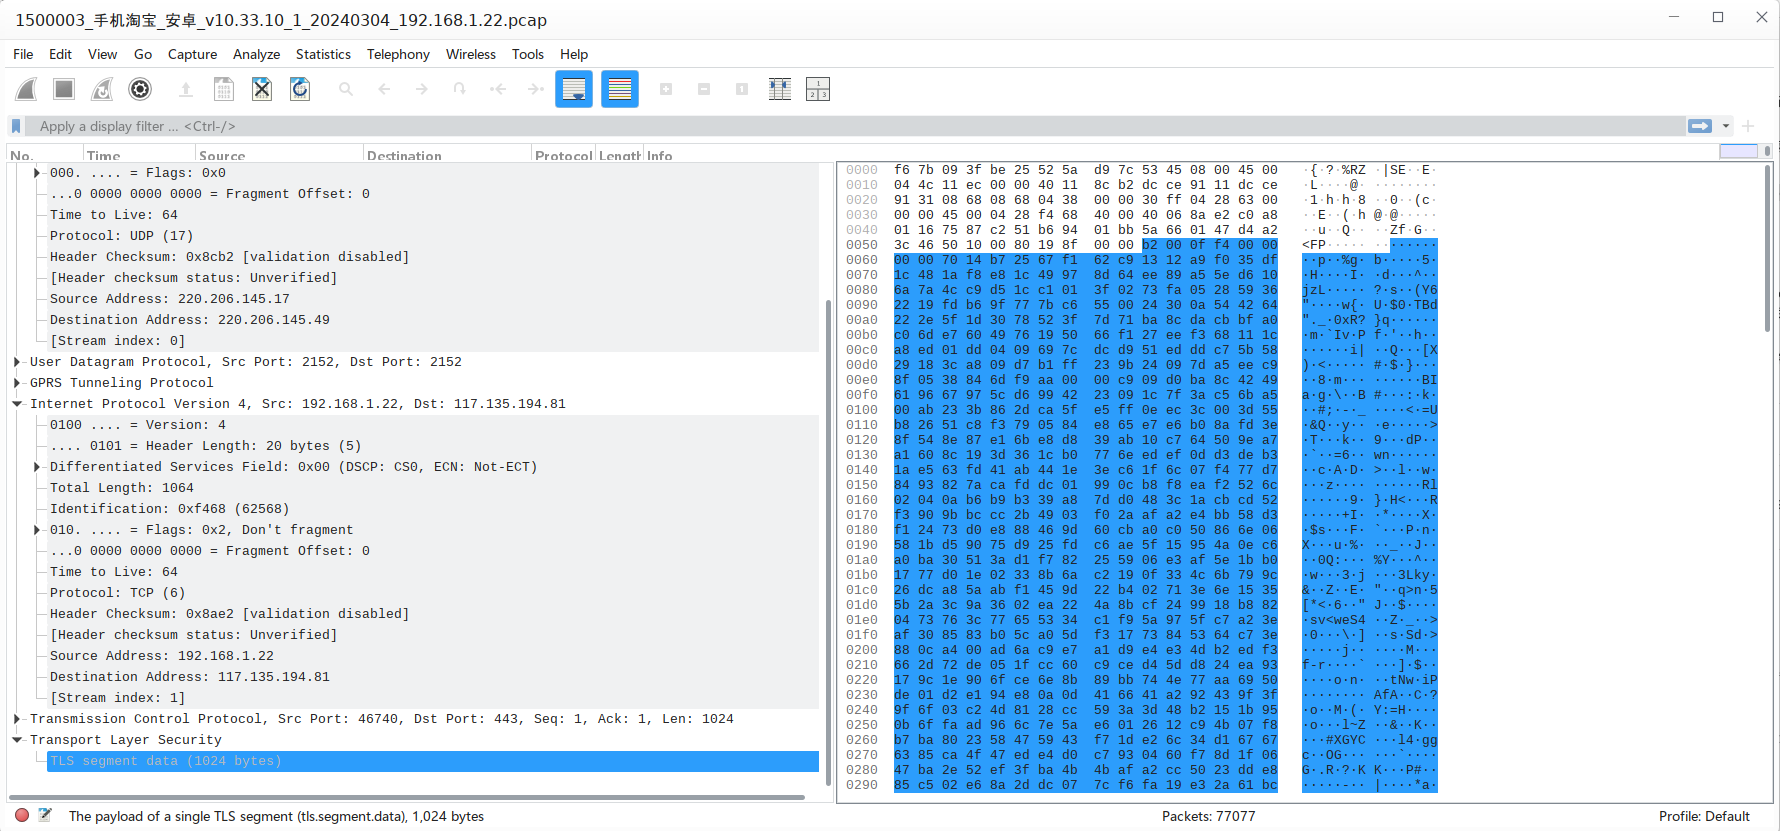 1500003_手机淘宝_安卓_v10.33.10_1_20240304_192.168.1.22.pcap
File Edit View Go Capture Analyze Statistics Telephony Wireless Tools Help
Apply a display filter … <Ctrl-/>
No. Time Source Destination Protocol Length Info
000. .... = Flags: 0x0
...0 0000 0000 0000 = Fragment Offset: 0
Time to Live: 64
Protocol: UDP (17)
Header Checksum: 0x8cb2 [validation disabled]
[Header checksum status: Unverified]
Source Address: 220.206.145.17
Destination Address: 220.206.145.49
[Stream index: 0]
User Datagram Protocol, Src Port: 2152, Dst Port: 2152
GPRS Tunneling Protocol
Internet Protocol Version 4, Src: 192.168.1.22, Dst: 117.135.194.81
0100 .... = Version: 4
.... 0101 = Header Length: 20 bytes (5)
Differentiated Services Field: 0x00 (DSCP: CS0, ECN: Not-ECT)
Total Length: 1064
Identification: 0xf468 (62568)
010. .... = Flags: 0x2, Don't fragment
...0 0000 0000 0000 = Fragment Offset: 0
Time to Live: 64
Protocol: TCP (6)
Header Checksum: 0x8ae2 [validation disabled]
[Header checksum status: Unverified]
Source Address: 192.168.1.22
Destination Address: 117.135.194.81
[Stream index: 1]
Transmission Control Protocol, Src Port: 46740, Dst Port: 443, Seq: 1, Ack: 1, Len: 1024
Transport Layer Security
TLS segment data (1024 bytes)
0000 f6 7b 09 3f be 25 52 5a d9 7c 53 45 08 00 45 00 ·{·?·%RZ ·|SE··E·
0010 04 4c 11 ec 00 00 40 11 8c b2 dc ce 91 11 dc ce ·L····@· ········
0020 91 31 08 68 08 68 04 38 00 00 30 ff 04 28 63 00 ·1·h·h·8 ··0··(c·
0030 00 00 45 00 04 28 f4 68 40 00 40 06 8a e2 c0 a8 ··E··(·h @·@·····
0040 01 16 75 87 c2 51 b6 94 01 bb 5a 66 01 47 d4 a2 ··u··Q·· ··Zf·G··
0050 3c 46 50 10 00 80 19 8f 00 00 b2 00 0f f4 00 00 <FP····· ········
0060 00 00 70 14 b7 25 67 f1 62 c9 13 12 a9 f0 35 df ··p··%g· b·····5·
0070 1c 48 1a f8 e8 1c 49 97 8d 64 ee 89 a5 5e d6 10 ·H····I· ·d···^··
0080 6a 7a 4c c9 d5 1c c1 01 3f 02 73 fa 05 28 59 36 jzL····· ?·s··(Y6
0090 22 19 fd b6 9f 77 7b c6 55 00 24 30 0a 54 42 64 "····w{· U·$0·TBd
00a0 22 2e 5f 1d 30 78 52 3f 7d 71 ba 8c da cb bf a0 "._·0xR? }q······
00b0 c0 6d e7 60 49 76 19 50 66 f1 27 ee f3 68 11 1c ·m·`Iv·P f·'··h··
00c0 a8 ed 01 dd 04 09 69 7c dc d9 51 ed dd c7 5b 58 ······i| ··Q···[X
00d0 29 18 3c a8 09 d7 b1 ff 23 9b 24 09 7d a5 ee c9 )·<····· #·$·}···
00e0 8f 05 38 84 6d f9 aa 00 00 c9 09 d0 ba 8c 42 49 ··8·m··· ······BI
00f0 61 96 67 97 5c d6 99 42 23 09 1c 7f 3a c5 6b a5 a·g·\··B #···:·k·
0100 00 ab 23 3b 86 2d ca 5f e5 ff 0e ec 3c 00 3d 55 ··#;·-·_ ····<·=U
0110 b8 26 51 c8 f3 79 05 84 e8 65 e7 e6 b0 8a fd 3e ·&Q··y·· ·e·····>
0120 8f 54 8e 87 e1 6b e8 d8 39 ab 10 c7 64 50 9e a7 ·T···k·· 9···dP··
0130 a1 60 8c 19 3d 36 1c b0 77 6e ed ef 0d d3 de b3 ·`··=6·· wn······
0140 1a e5 63 fd 41 ab 44 1e 3e c6 1f 6c 07 f4 77 d7 ··c·A·D· >··l··w·
0150 84 93 82 7a ca fd dc 01 99 0c b8 f8 ea f2 52 6c ···z···· ······Rl
0160 02 04 0a b6 b9 b3 39 a8 7d d0 48 3c 1a cb cd 52 ······9· }·H<···R
0170 f3 90 9b bc cc 2b 49 03 f0 2a af a2 e4 bb 58 d3 ·····+I· ·*····X·
0180 f1 24 73 d0 e8 88 46 9d 60 cb a0 c0 50 86 6e 06 ·$s···F· `···P·n·
0190 58 1b d5 90 75 d9 25 fd c6 ae 5f 15 95 4a 0e c6 X···u·%· ··_··J··
01a0 a0 ba 30 51 3a d1 f7 82 25 59 06 e3 af 5e 1b b0 ··0Q:··· %Y···^··
01b0 17 77 d0 1e 02 33 8b 6a c2 19 0f 33 4c 6b 79 9c ·w···3·j ···3Lky·
01c0 26 dc a8 5a ab f1 45 9d 22 b4 02 71 3e 6e 15 35 &··Z··E· "··q>n·5
01d0 5b 2a 3c 9a 36 02 ea 22 4a 8b cf 24 99 18 b8 82 [*<·6··" J··$····
01e0 04 73 76 3c 77 65 53 34 c1 f9 5a 97 5f c7 a2 3e ·sv<weS4 ··Z·_··>
01f0 af 30 85 83 b0 5c a0 5d f3 17 73 84 53 64 c7 3e ·0···\·] ··s·Sd·>
0200 88 0c a4 00 ad 6a c9 e7 a1 d9 e4 e3 4d b2 ed f3 ·····j·· ····M···
0210 66 2d 72 de 05 1f cc 60 c9 ce d4 5d d8 24 ea 93 f-r····` ···]·$··
0220 17 9c 1e 90 6f ce 6e 8b 89 bb 74 4e 77 aa 69 50 ····o·n· ··tNw·iP
0230 de 01 d2 e1 94 e8 0a 0d 41 66 41 a2 92 43 9f 3f ········ AfA··C·?
0240 9f 6f 03 c2 4d 81 28 cc 59 3a 3d 48 b2 15 1b 95 ·o··M·(· Y:=H····
0250 0b 6f fa ad 96 6c 7e 5a e6 01 26 12 c9 4b 07 f8 ·o···l~Z ··&··K··
0260 b7 ba 80 23 58 47 59 43 f7 1d e2 6c 34 d1 67 67 ···#XGYC ···l4·gg
0270 63 85 ca 4f 47 ed e4 d0 c7 93 04 60 f7 8d 1f 06 c··OG··· ···`····
0280 47 ba 2e 52 ef 3f ba 4b 4b af a2 cc 50 23 dd e8 G·.R·?·K K···P#··
0290 85 c5 02 e6 8a 2d dc 07 7c f6 fa 19 e3 2a 61 bc ·····-·· |····*a·
The payload of a single TLS segment (tls.segment.data), 1,024 bytes
Packets: 77077
Profile: Default